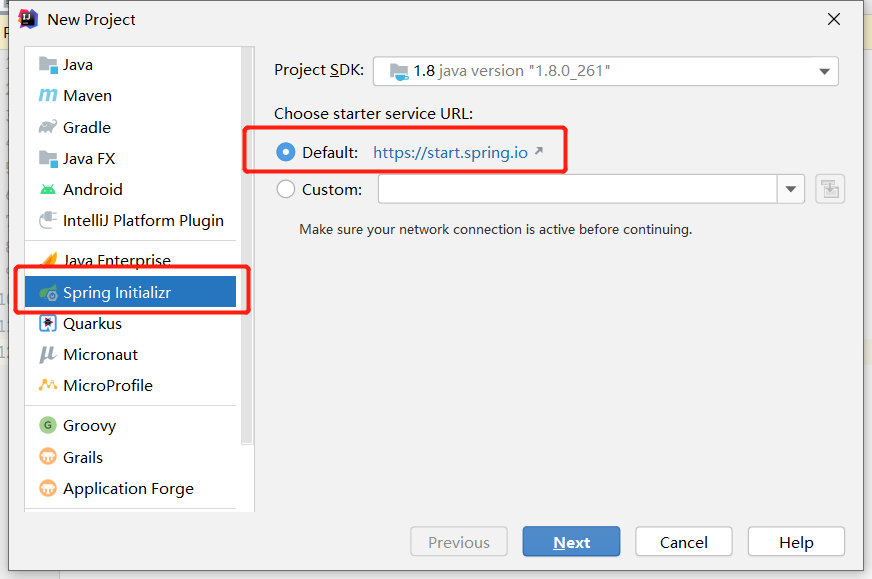 New Project
Java
Maven
Gradle
Java FX
Android
IntelliJ Platform Plugin
Java Enterprise
Spring Initializr
Quarkus
Micronaut
MicroProfile
Groovy
Grails
Application Forge
Project SDK: 1.8 java version "1.8.0_261"
Choose starter service URL:
Default: https://start.spring.io
Custom:
Make sure your network connection is active before continuing.
Previous Next Cancel Help